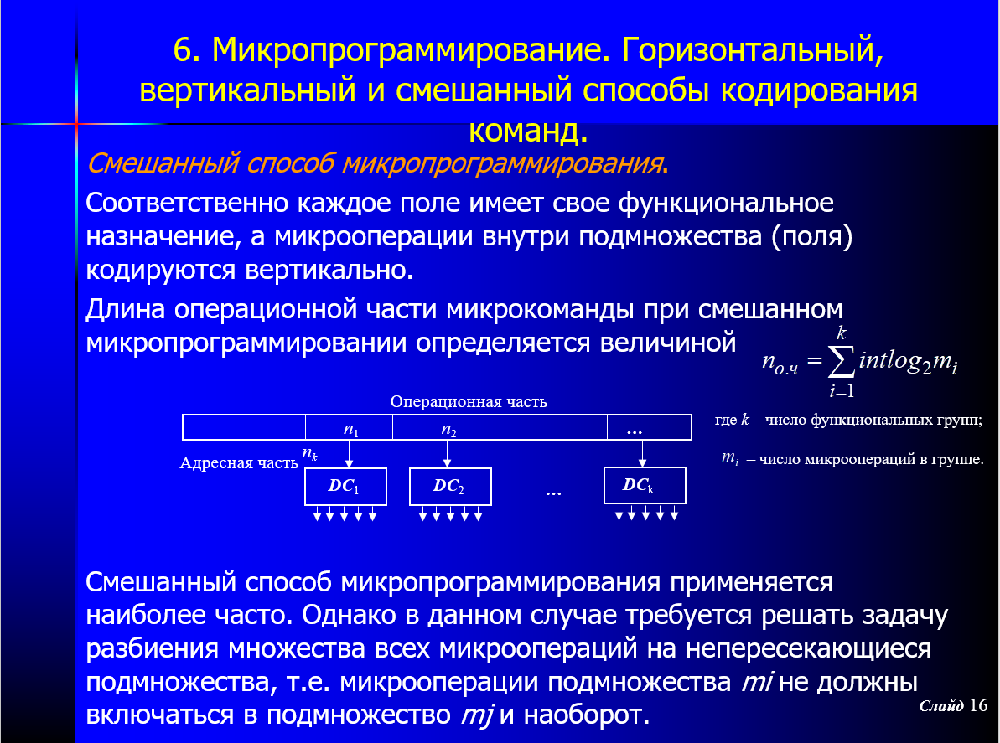 6. Микропрограммирование. Горизонтальный,
вертикальный и смешанный способы кодирования
команд.
Смешанный способ микропрограммирования.
Соответственно каждое поле имеет свое функциональное
назначение, а микрооперации внутри подмножества (поля)
кодируются вертикально.
Длина операционной части микрокоманды при смешанном
микропрограммировании определяется величиной
n_{о.ч} = \sum_{i=1}^{k} intlog_2 m_i
где k – число функциональных групп;
m_i – число микроопераций в группе.
Операционная часть
n_1 n_2 ...
Адресная часть n_k
DC_1 DC_2 ... DC_k
Смешанный способ микропрограммирования применяется
наиболее часто. Однако в данном случае требуется решать задачу
разбиения множества всех микроопераций на непересекающиеся
подмножества, т.е. микрооперации подмножества mi не должны
включаться в подмножество mj и наоборот.
Слайд 16